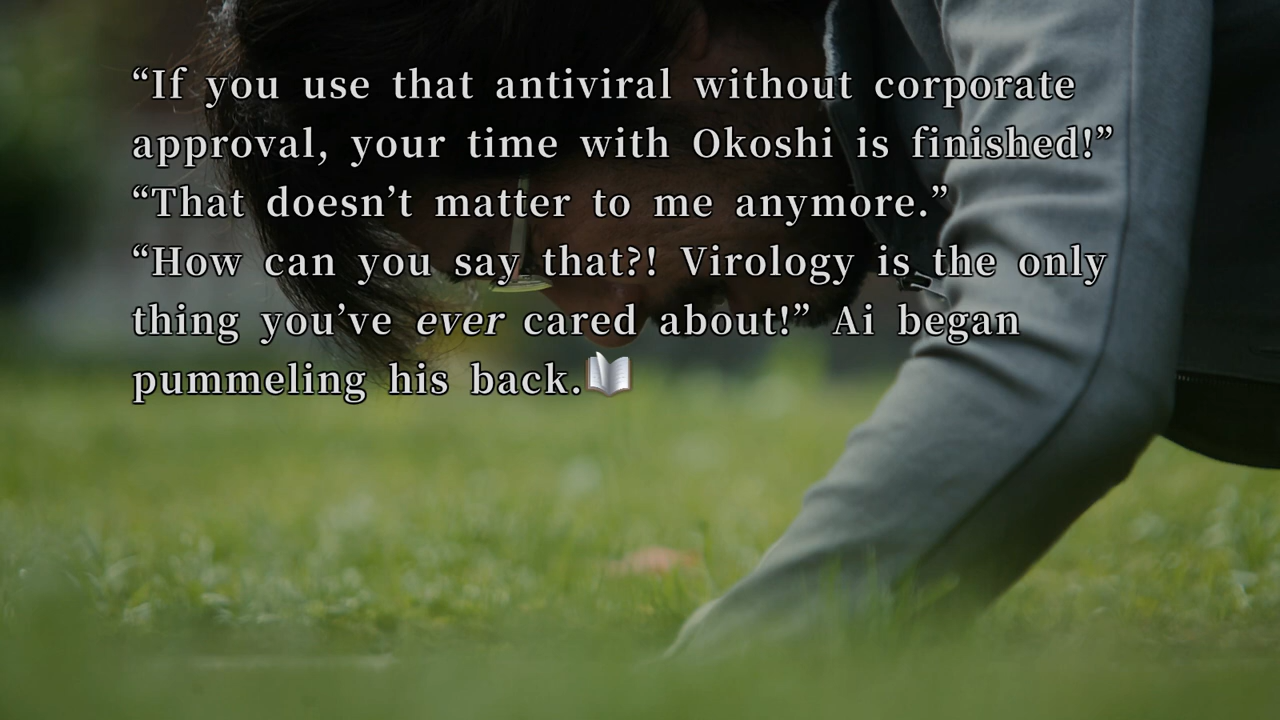 “If you use that antiviral without corporate
approval, your time with Okoshi is finished!”
“That doesn’t matter to me anymore.”
“How can you say that?! Virology is the only
thing you’ve ever cared about!” Ai began
pummeling his back.